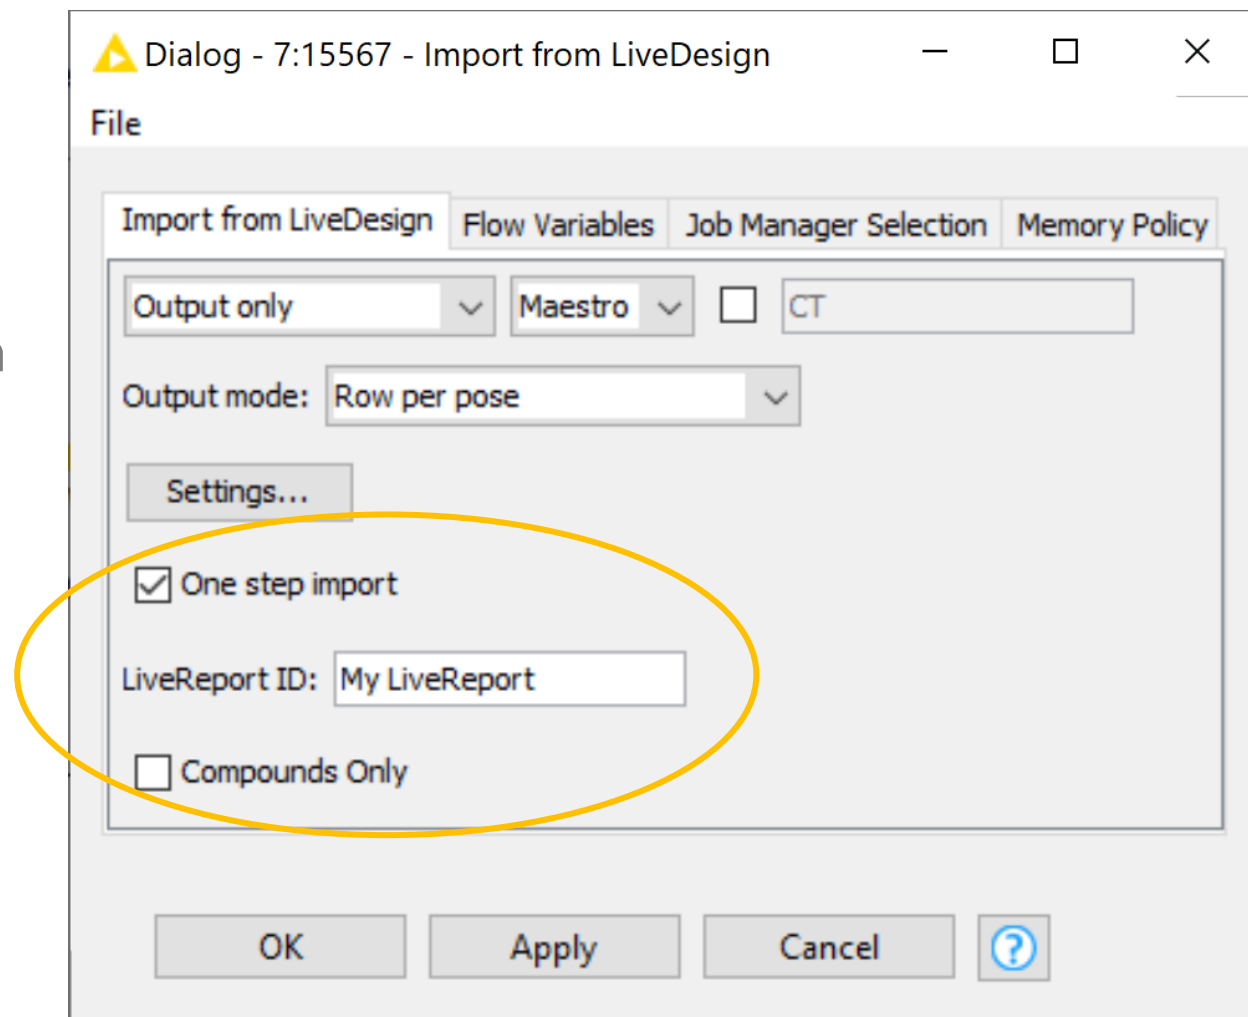 Dialog - 7:15567 - Import from LiveDesign
File
Import from LiveDesign Flow Variables Job Manager Selection Memory Policy
Output only Maestro CT
Output mode: Row per pose
Settings...
One step import
LiveReport ID: My LiveReport
Compounds Only
OK Apply Cancel ?